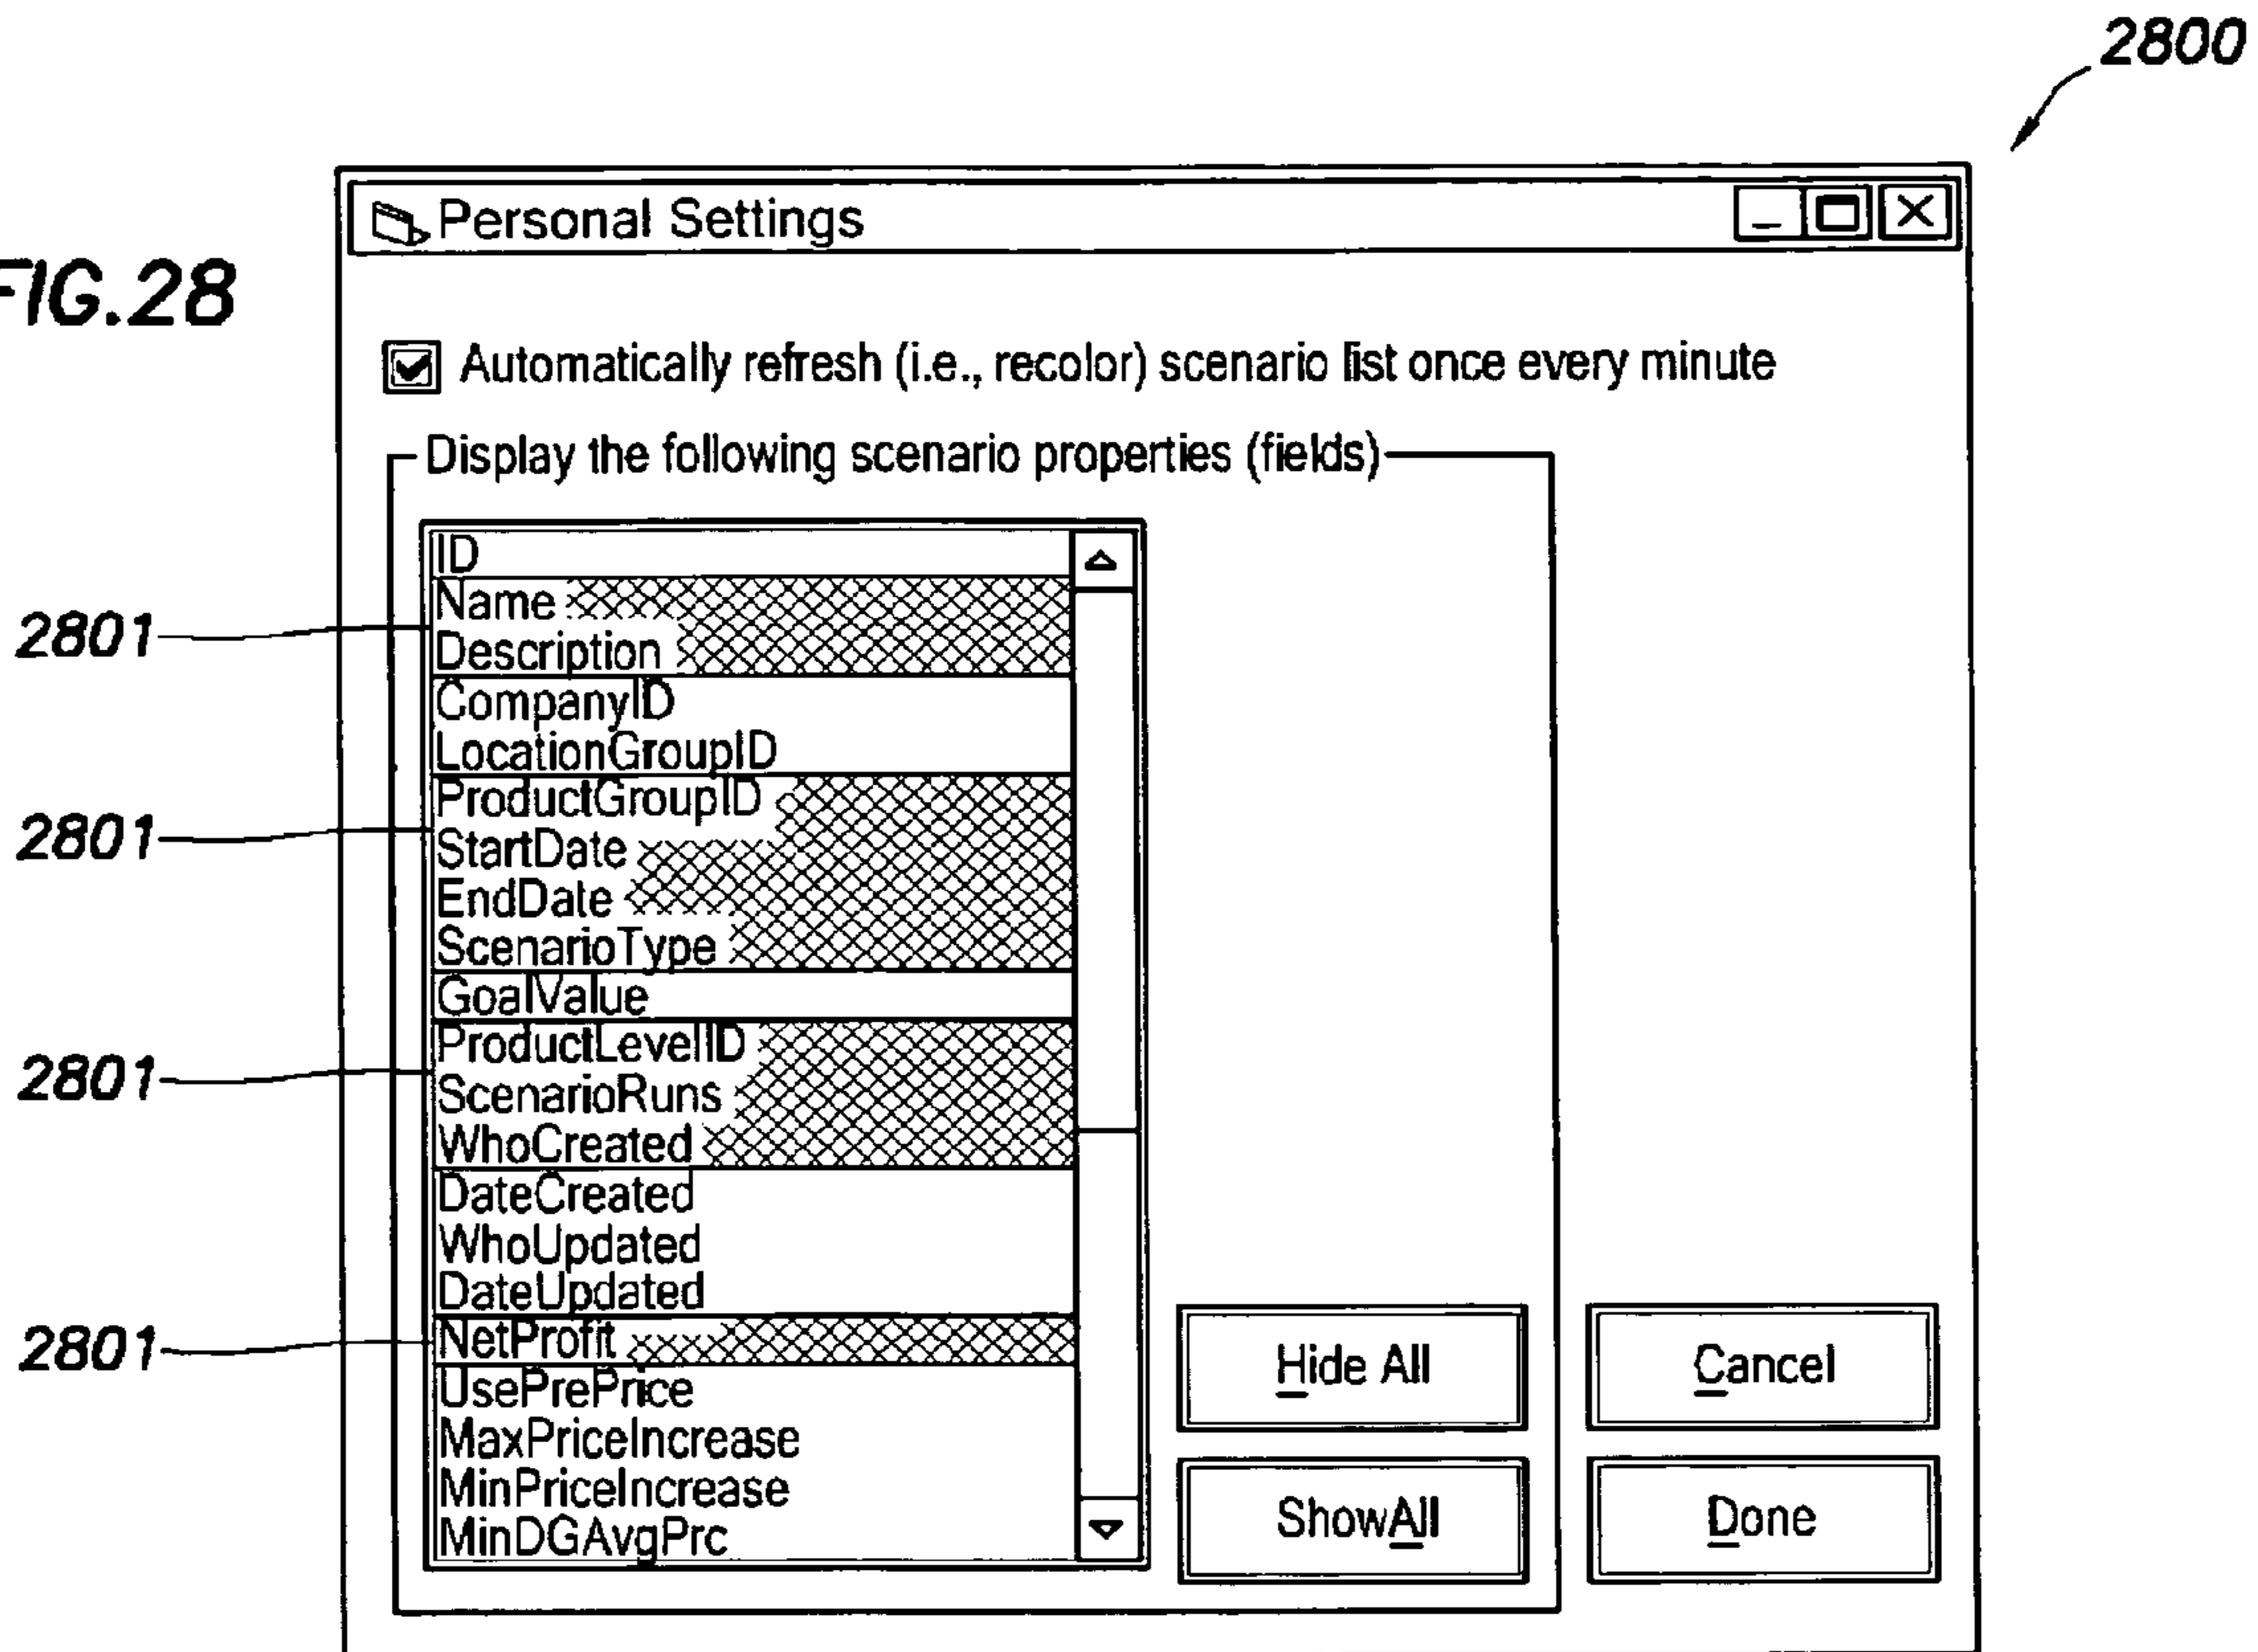 2800
FIG.28
Personal Settings
Automatically refresh (i.e., recolor) scenario list once every minute
Display the following scenario properties (fields)
ID
Name
2801
Description
CompanyID
LocationGroupID
ProductGroupID
2801
StartDate
EndDate
ScenarioType
GoalValue
ProductLevelID
2801
ScenarioRuns
WhoCreated
DateCreated
WhoUpdated
DateUpdated
NetProfit
2801
UsePrePrice
MaxPriceIncrease
MinPriceIncrease
MinDGAvgPrc
Hide All
Cancel
ShowAll
Done